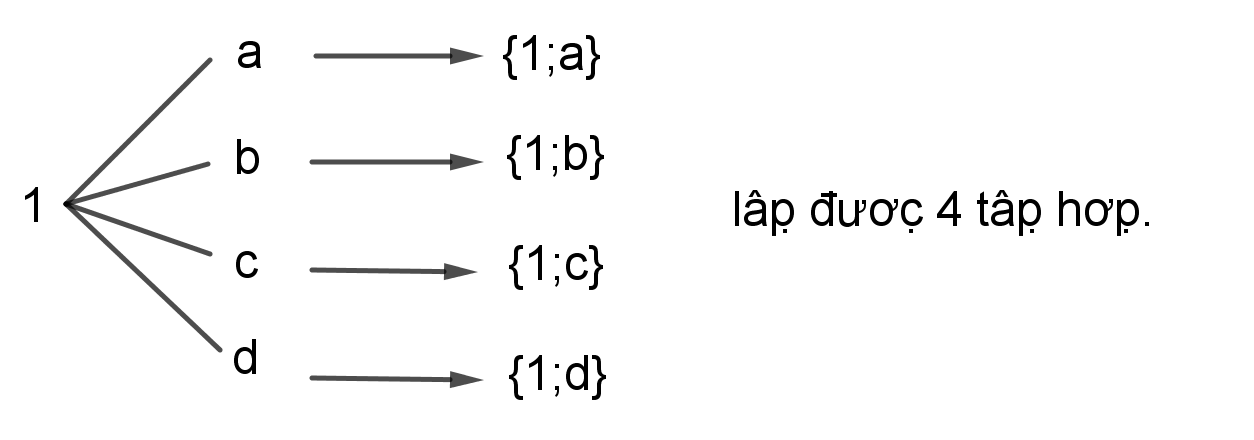 a {1;a}
b {1;b}
1 lập được 4 tập hợp.
c {1;c}
d {1;d}